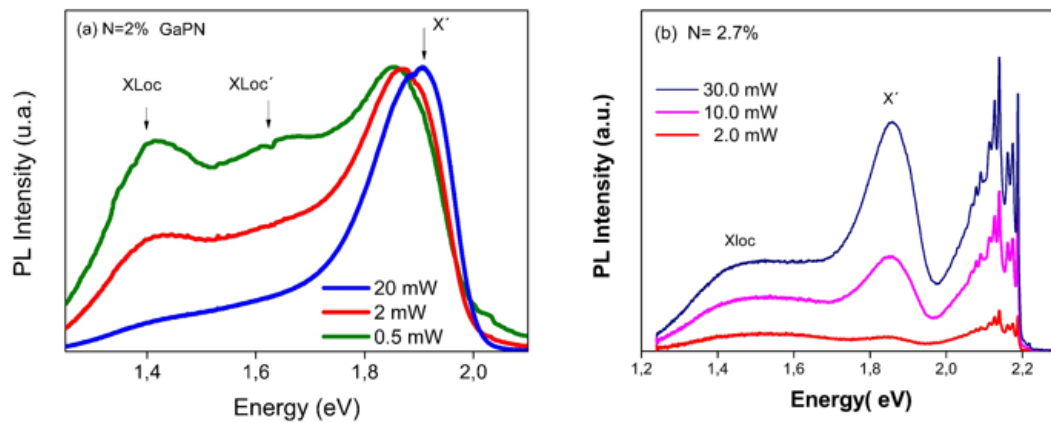 (a) N=2% GaPN
X´
XLoc
XLoc´
20 mW
2 mW
0.5 mW
PL Intensity (u.a.)
1,4
1,6
1,8
2,0
Energy (eV)
(b) N= 2.7%
30.0 mW
10.0 mW
2.0 mW
X´
Xloc
PL Intensity (a.u.)
1,2
1,4
1,6
1,8
2,0
2,2
Energy( eV)